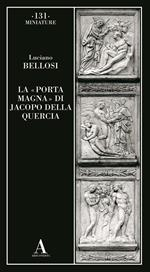 ·131·
MINIATURE
Luciano
BELLOSI
LA «PORTA
MAGNA» DI
JACOPO DELLA
QUERCIA
A